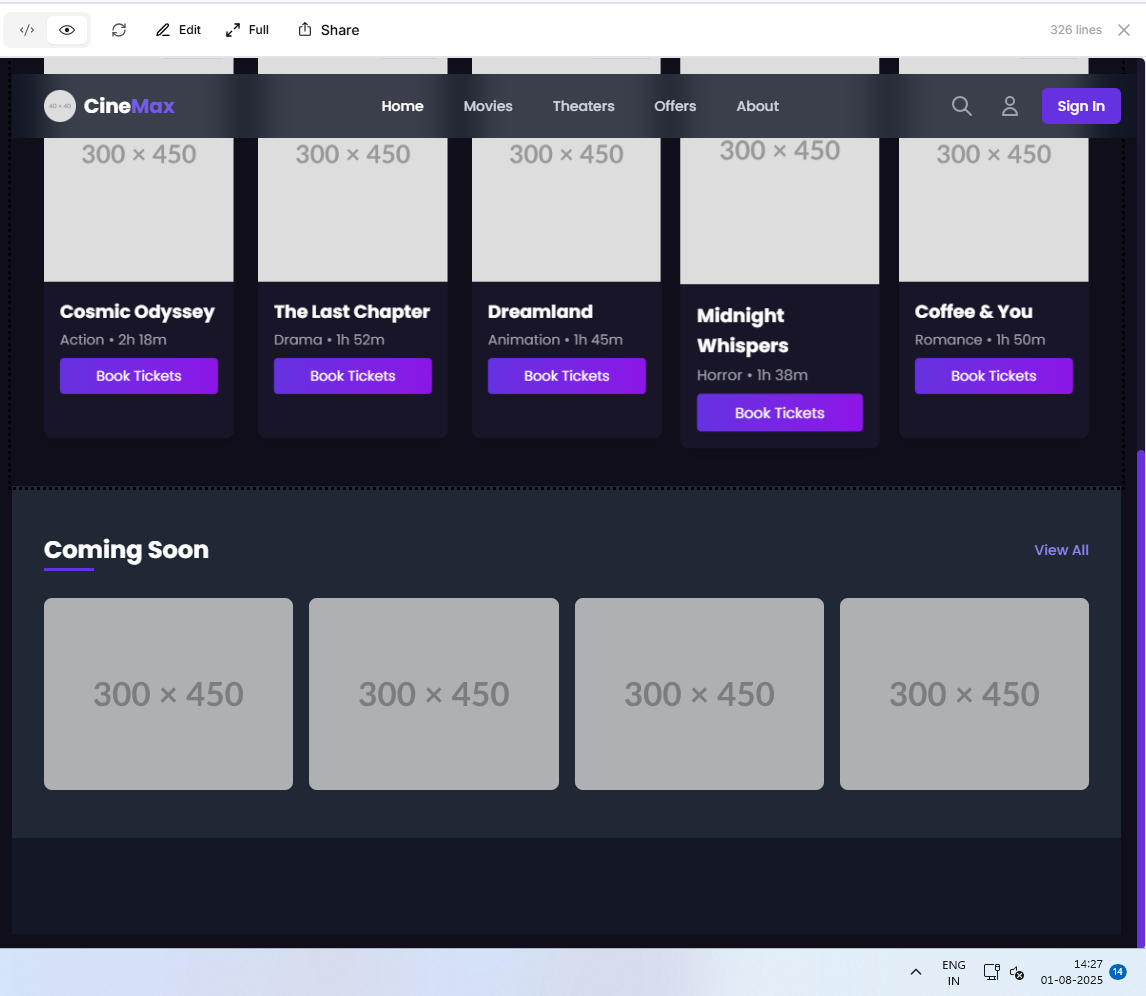 </>
Edit
Full
Share
326 lines
40 × 40
CineMax
Home
Movies
Theaters
Offers
About
Sign In
300 × 450
300 × 450
300 × 450
300 × 450
300 × 450
Cosmic Odyssey
Action • 2h 18m
Book Tickets
The Last Chapter
Drama • 1h 52m
Book Tickets
Dreamland
Animation • 1h 45m
Book Tickets
Midnight
Whispers
Horror • 1h 38m
Book Tickets
Coffee & You
Romance • 1h 50m
Book Tickets
Coming Soon
View All
300 × 450
300 × 450
300 × 450
300 × 450
ENG
IN
14:27
01-08-2025
14